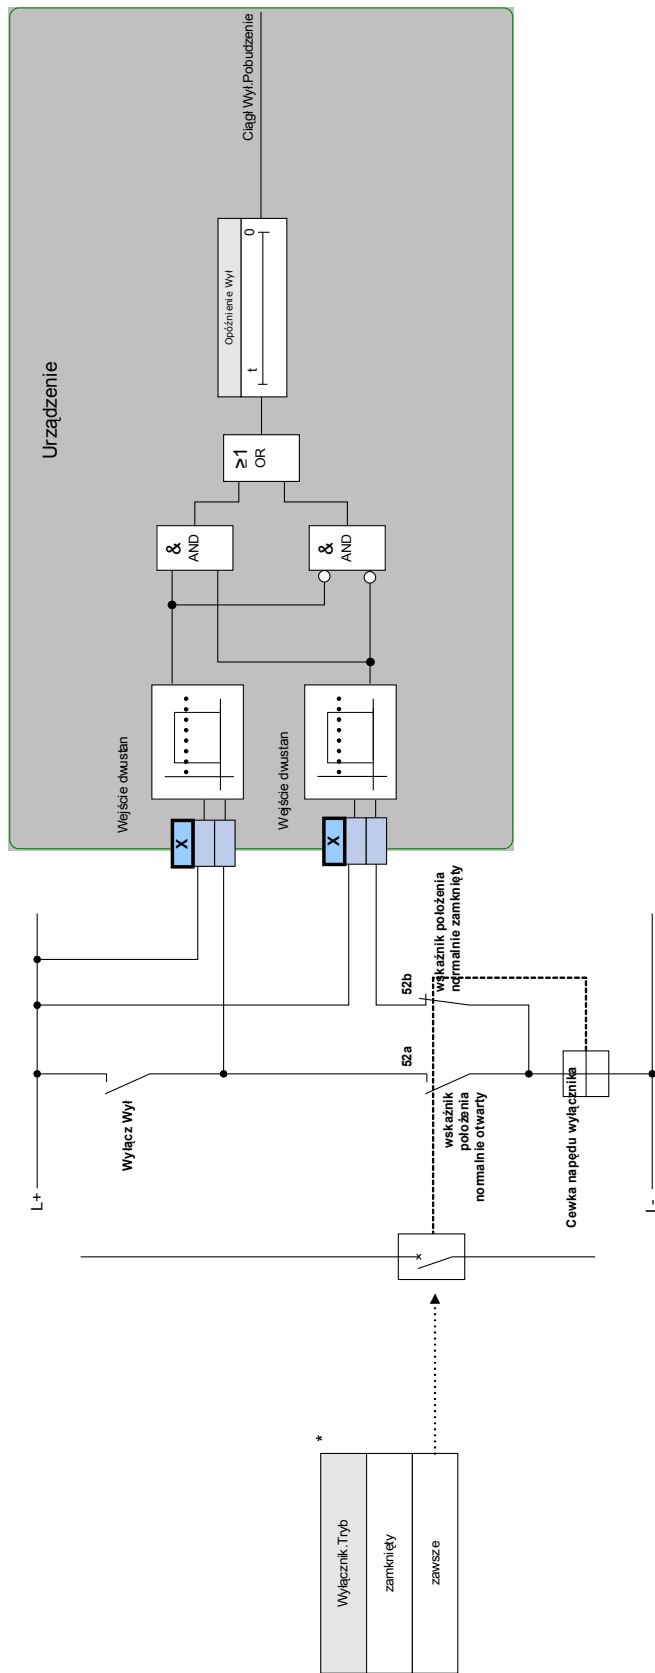 Urządzenie
Ciągł Wył.Pobudzenie
Opóźnienie Wył
t
0
≥1
OR
&
AND
&
AND
Wejście dwustan
Wejście dwustan
X
X
L+
Wyłącz Wył
52a
wskaźnik
położenia
normalnie otwarty
52b
wskaźnik położenia
normalnie zamknięty
Cewka napędu wyłącznika
L-
*
Wyłącznik.Tryb
zamknięty
zawsze